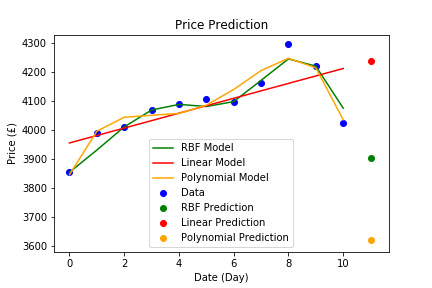 Price Prediction
Price (£)
4300
4200
4100
4000
3900
3800
3700
3600
RBF Model
Linear Model
Polynomial Model
Data
RBF Prediction
Linear Prediction
Polynomial Prediction
0 2 4 6 8 10
Date (Day)